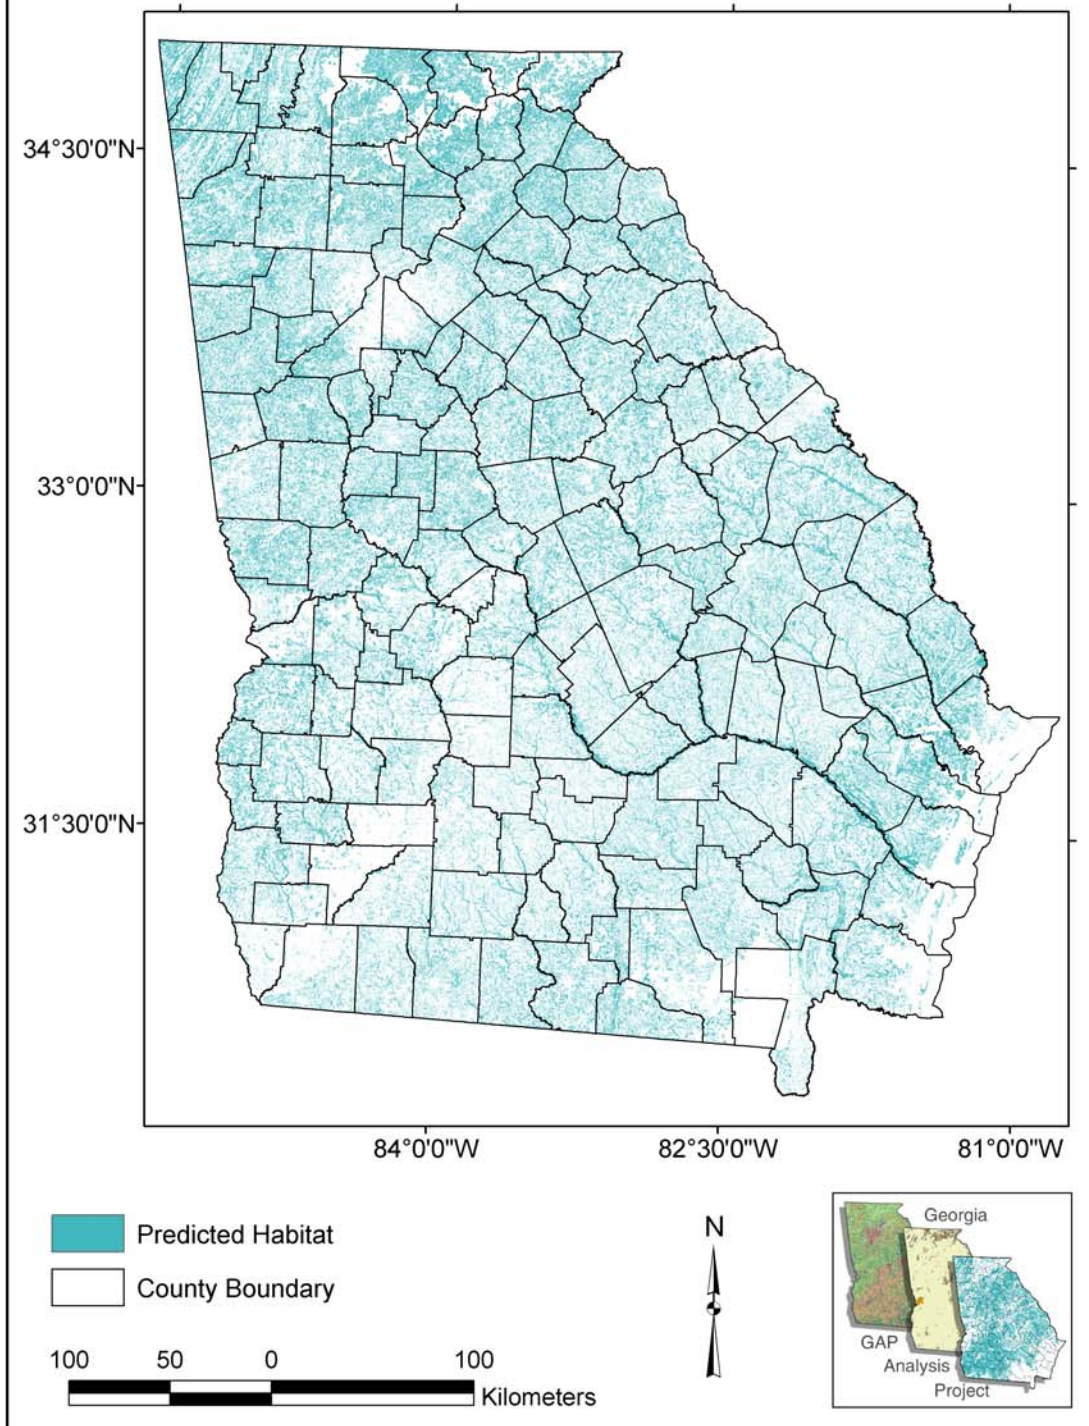 34°30'0"N
33°0'0"N
31°30'0"N
84°0'0"W
82°30'0"W
81°0'0"W
Predicted Habitat
County Boundary
N
100 50 0 100
Kilometers
Georgia
GAP
Analysis
Project